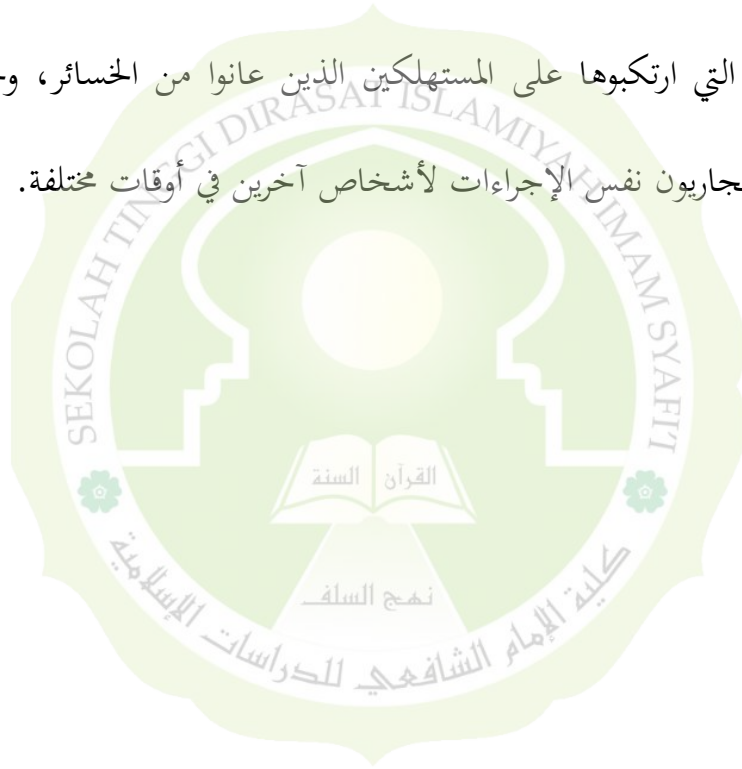 التي ارتكبوها على المستهلكين الذين عانوا من الخسائر، و
نفس الإجراءات لأشخاص آخرين في أوقات مختلفة.
SEKOLAH TINGGI DIRASAT ISLAMIYAH IMAM SYAFI'I
القرآن السنة
نهج السلف
كلية الإمام الشافعي للدراسات الإسلامية